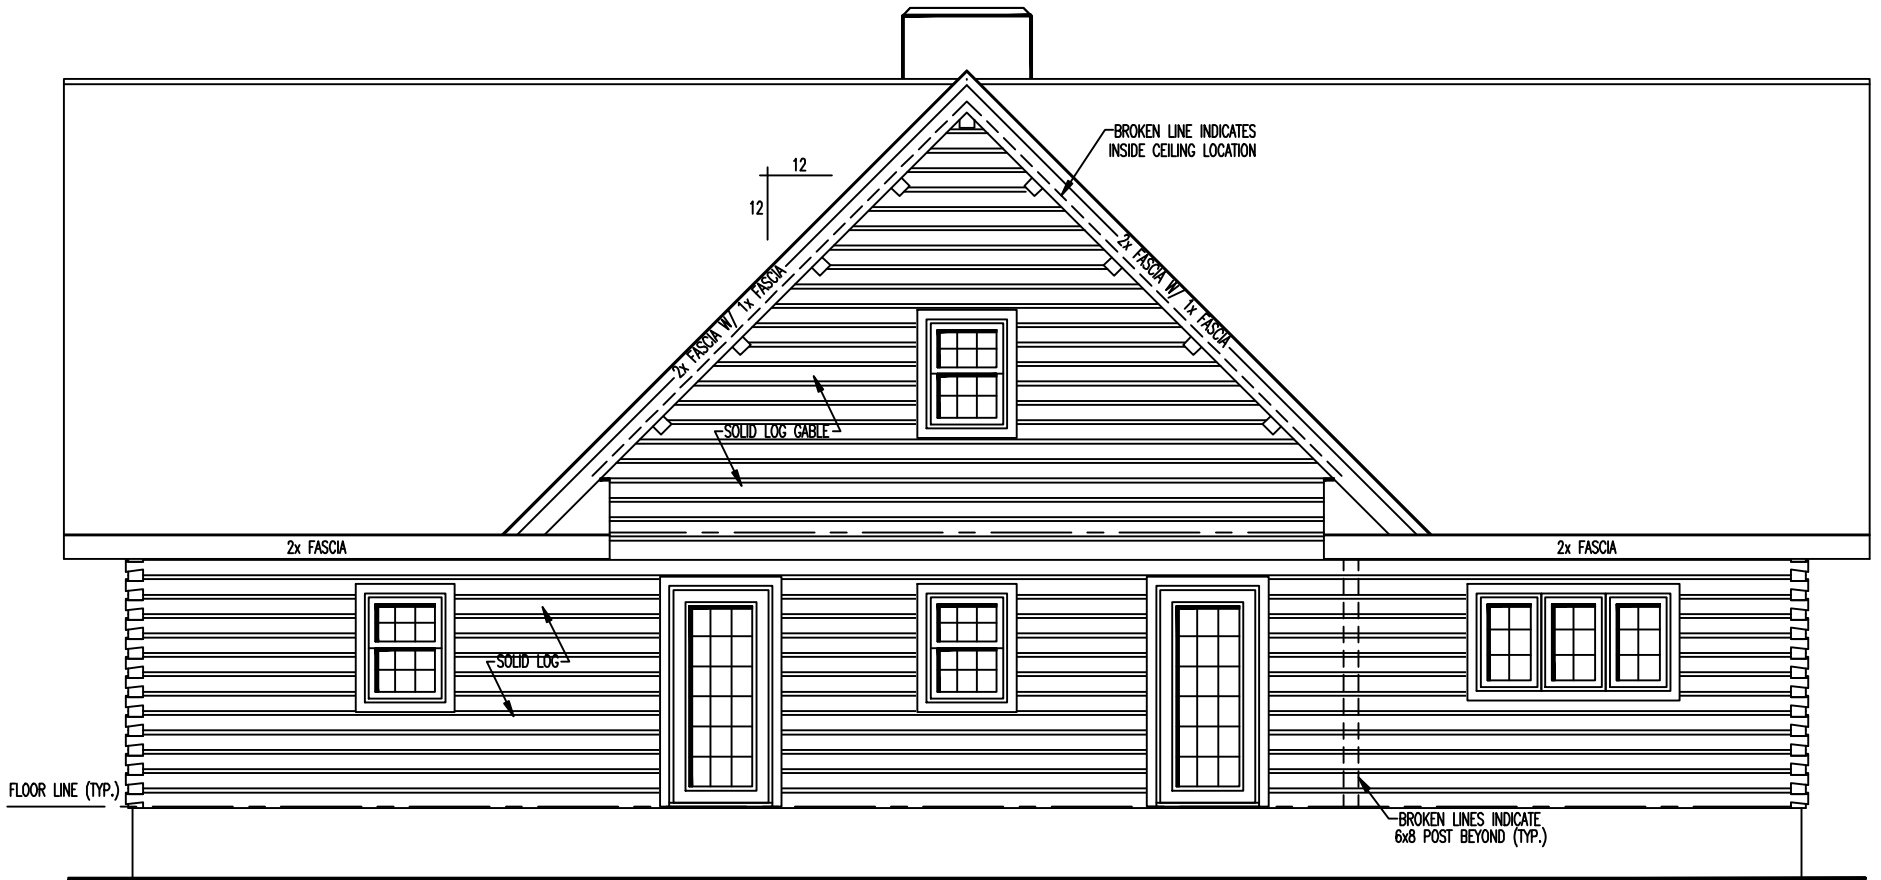 BROKEN LINE INDICATES
INSIDE CEILING LOCATION
12
12
2x FASCIA W/ 1x FASCIA
2x FASCIA W/ 1x FASCIA
SOLID LOG GABLE
2x FASCIA
2x FASCIA
SOLID LOG
FLOOR LINE (TYP.)
BROKEN LINES INDICATE
6x8 POST BEYOND (TYP.)